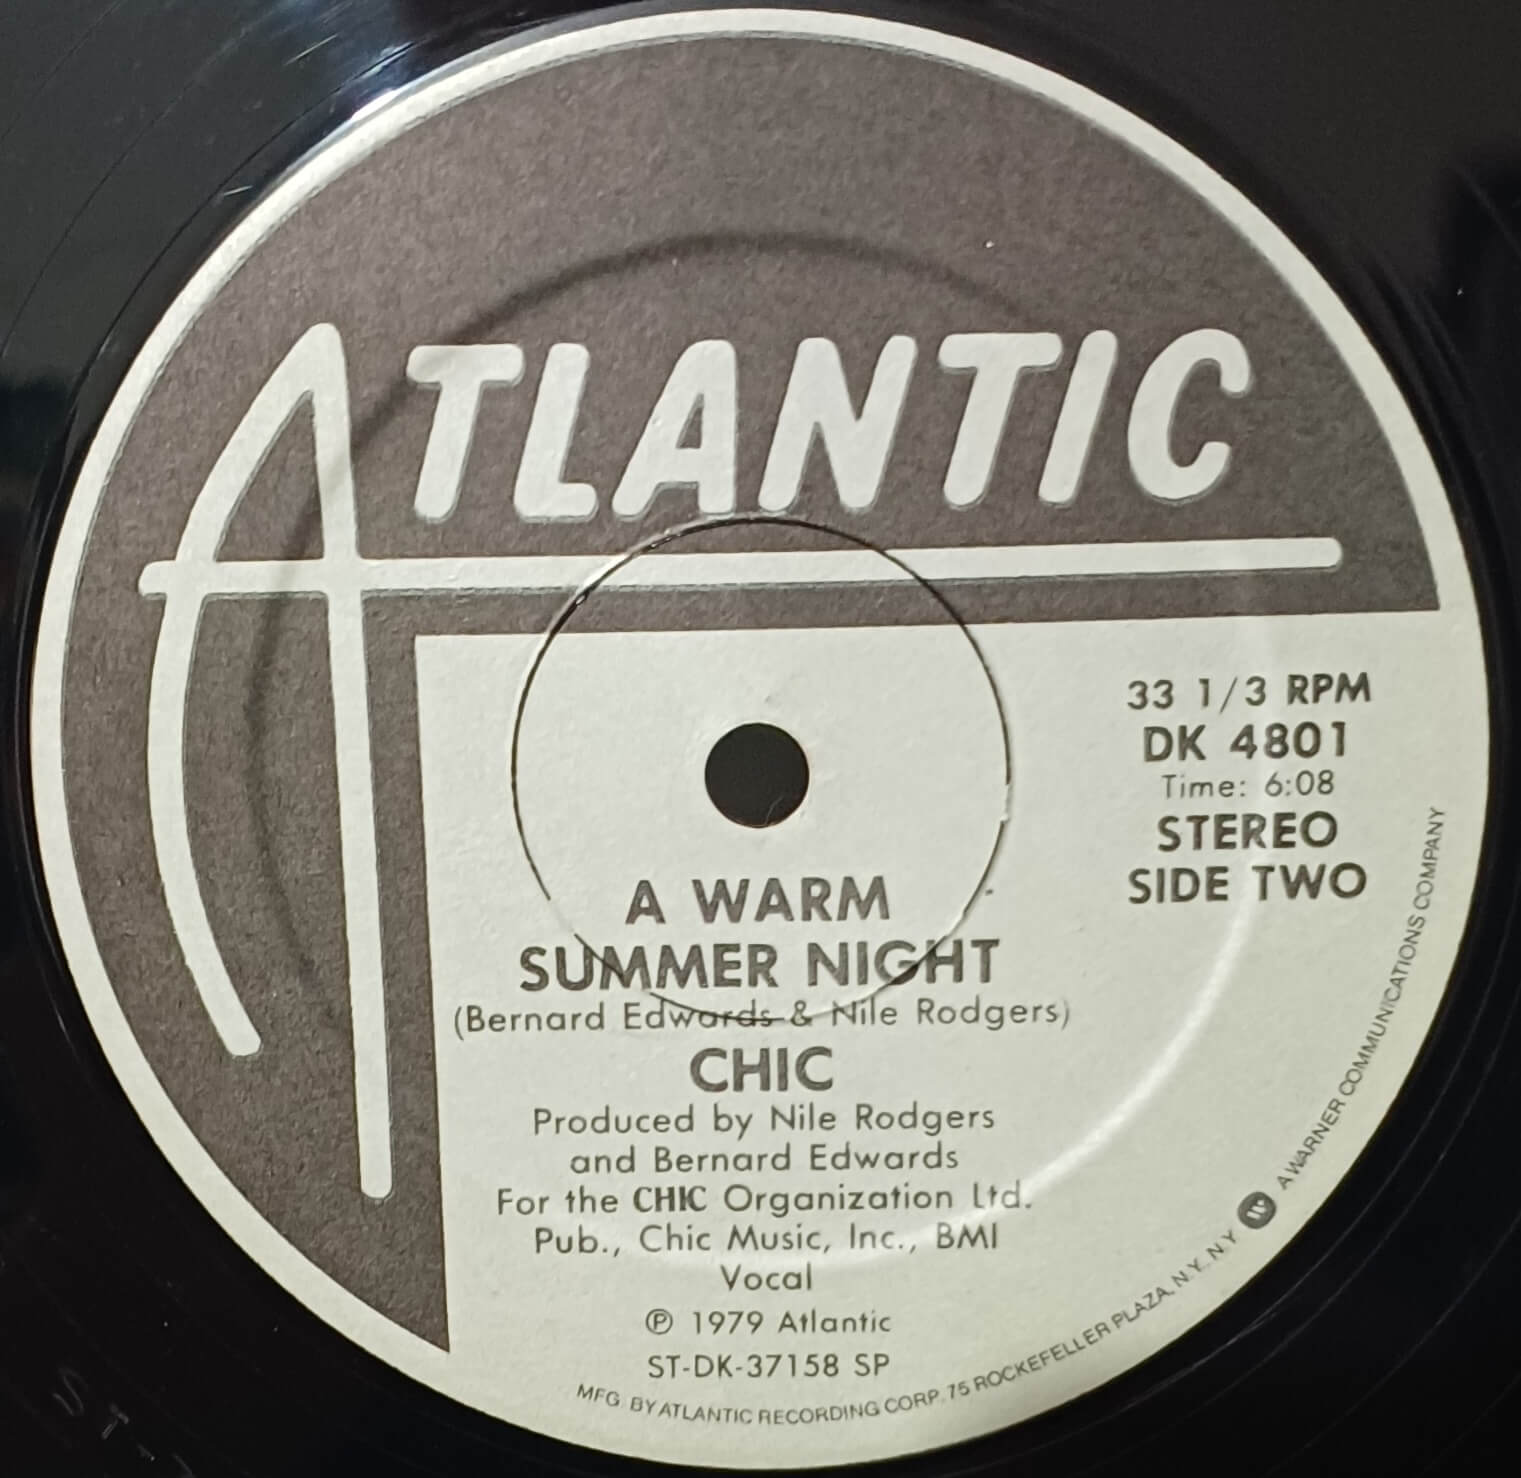 ATLANTIC
33 1/3 RPM
DK 4801
Time: 6:08
STEREO
SIDE TWO
A WARM
SUMMER NIGHT
(Bernard Edwards & Nile Rodgers)
CHIC
Produced by Nile Rodgers
and Bernard Edwards
For the CHIC Organization Ltd.
Pub., Chic Music, Inc., BMI
Vocal
℗ 1979 Atlantic
ST-DK-37158 SP
MFG. BY ATLANTIC RECORDING CORP. 75 ROCKEFELLER PLAZA, N.Y. N.Y. A WARNER COMMUNICATIONS COMPANY